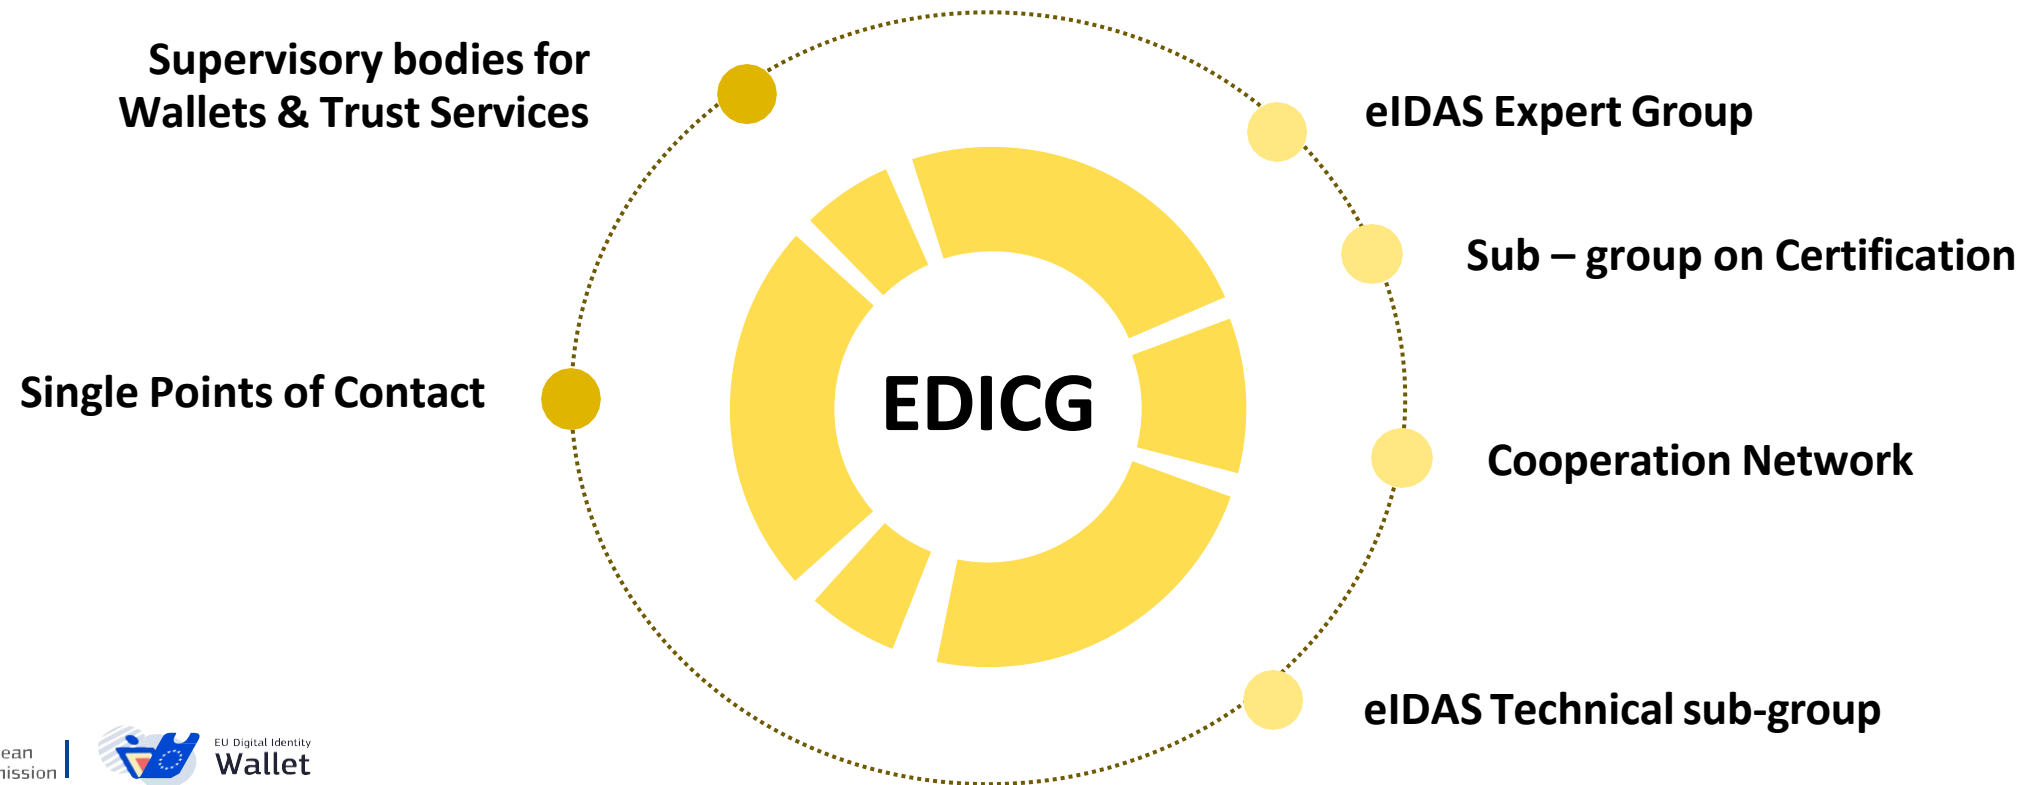 Supervisory bodies for
Wallets & Trust Services
eIDAS Expert Group
Sub – group on Certification
Single Points of Contact
EDICG
Cooperation Network
eIDAS Technical sub-group
EU Digital Identity
Wallet